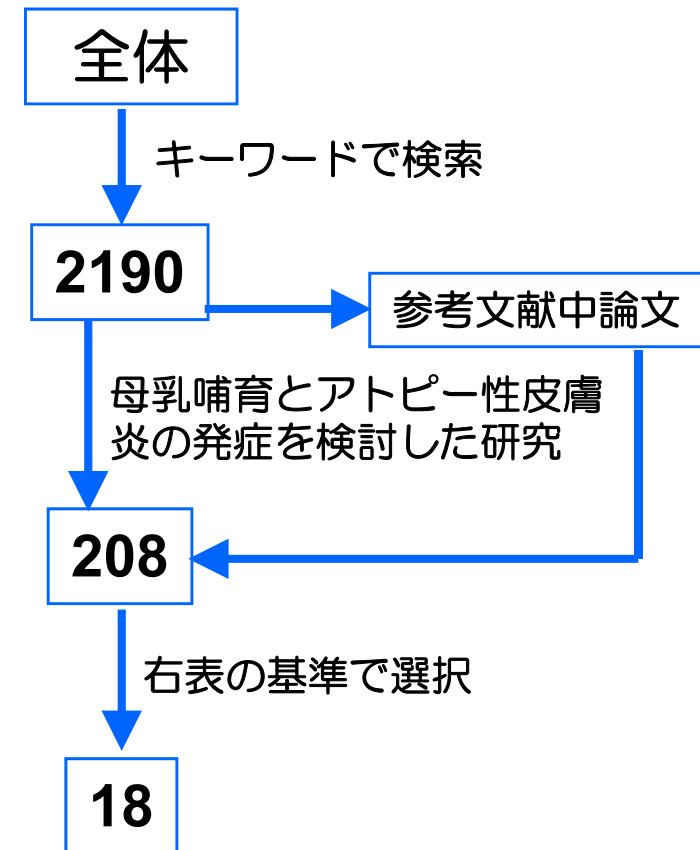 全体
キーワードで検索
2190
参考文献中論文
母乳哺育とアトピー性皮膚
炎の発症を検討した研究
208
右表の基準で選択
18